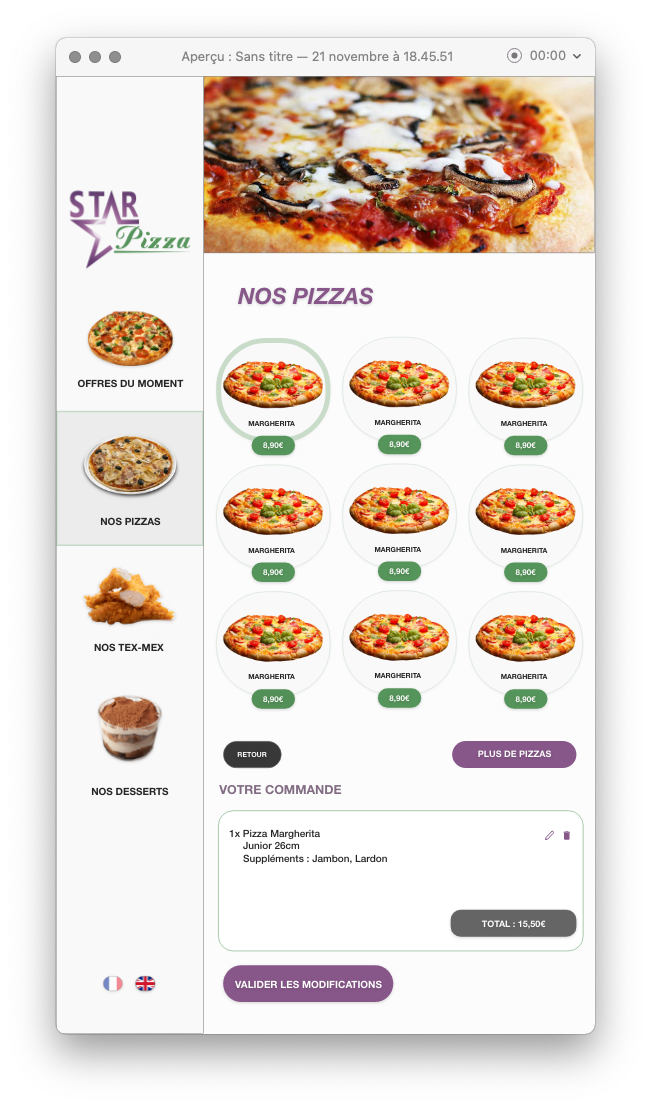 Aperçu : Sans titre — 21 novembre à 18.45.51
00:00
STAR
Pizza
OFFRES DU MOMENT
NOS PIZZAS
NOS TEX-MEX
NOS DESSERTS
NOS PIZZAS
MARGHERITA
8,90€
MARGHERITA
8,90€
MARGHERITA
8,90€
MARGHERITA
8,90€
MARGHERITA
8,90€
MARGHERITA
8,90€
MARGHERITA
8,90€
MARGHERITA
8,90€
MARGHERITA
8,90€
RETOUR
PLUS DE PIZZAS
VOTRE COMMANDE
1x Pizza Margherita
Junior 26cm
Suppléments : Jambon, Lardon
TOTAL : 15,50€
VALIDER LES MODIFICATIONS